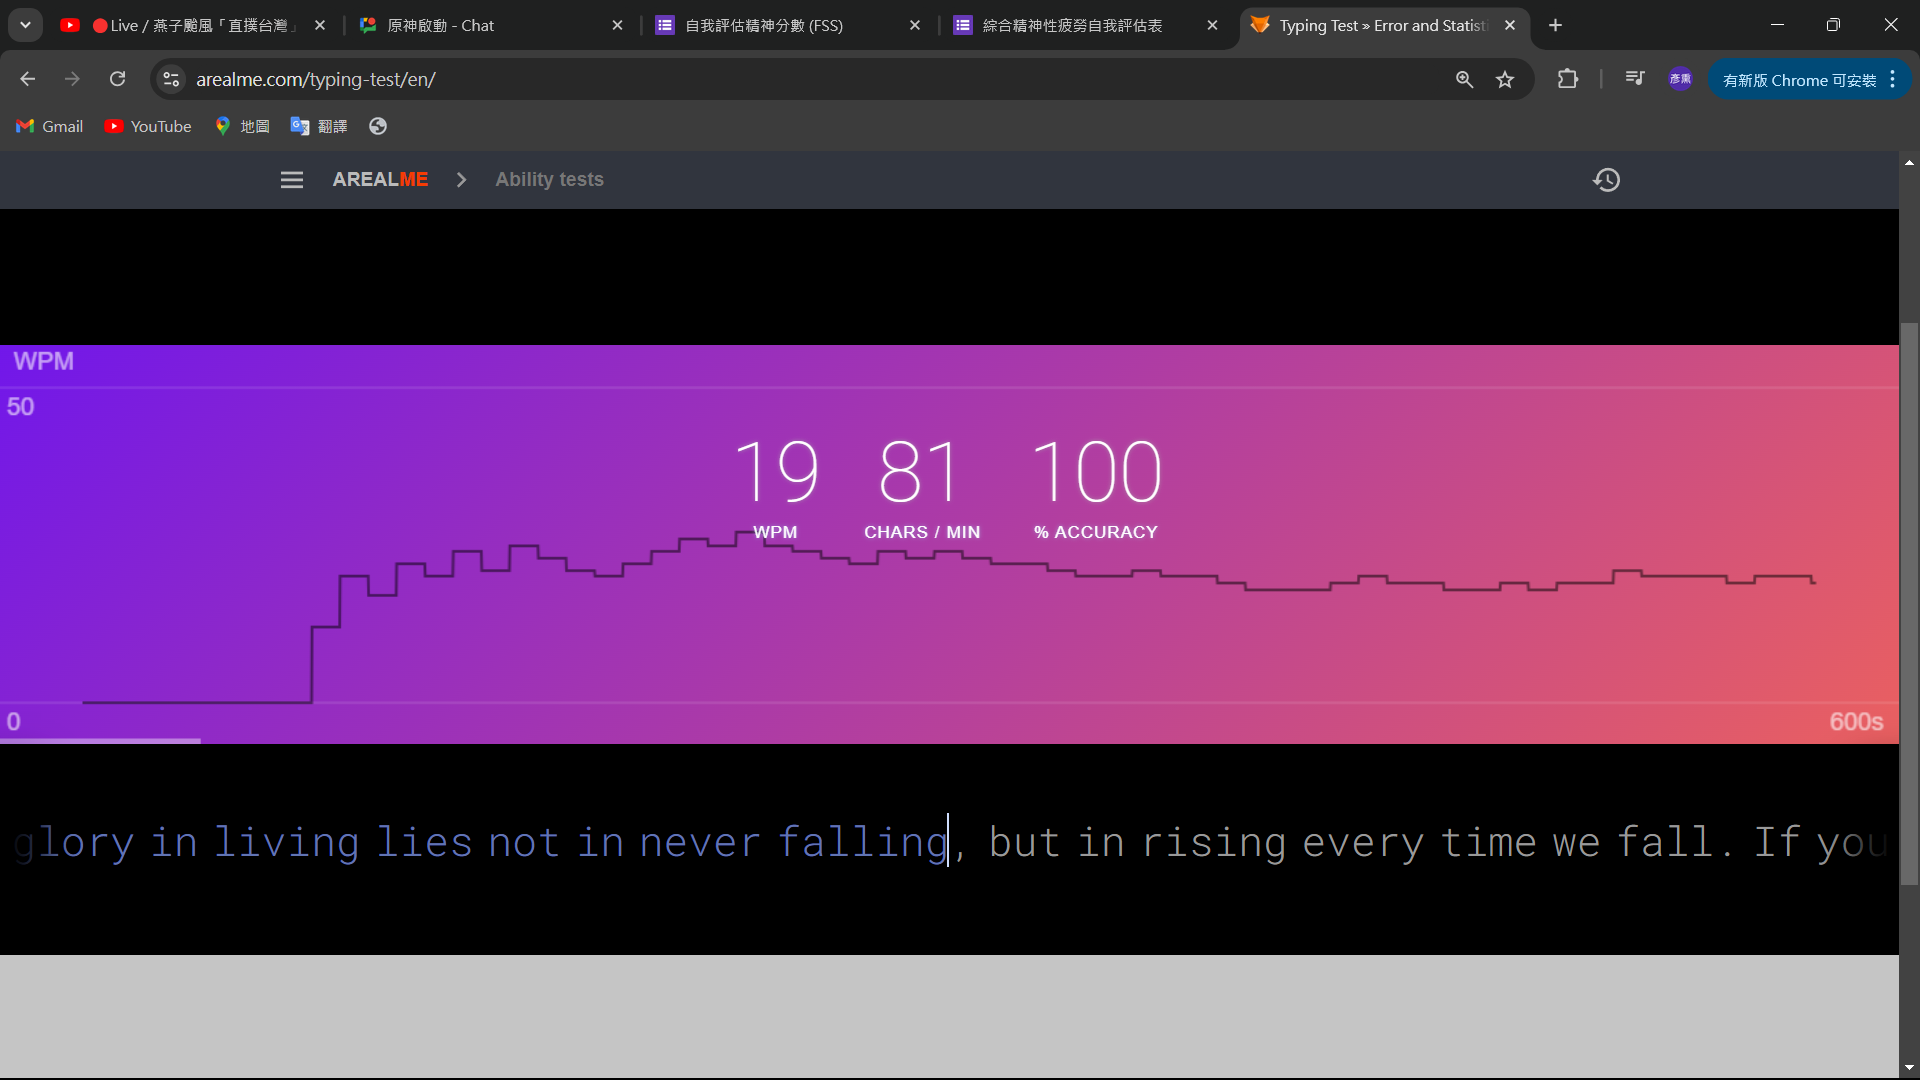 Live / 燕子颱風「直撲台灣」
原神啟動 - Chat
自我評估精神分數 (FSS)
綜合精神性疲勞自我評估表
Typing Test » Error and Statisti
arealme.com/typing-test/en/
彥熏
有新版 Chrome 可安裝
Gmail
YouTube
地圖
翻譯
AREALME
Ability tests
WPM
50
19 81 100
WPM CHARS / MIN % ACCURACY
0
600s
glory in living lies not in never falling, but in rising every time we fall. If you